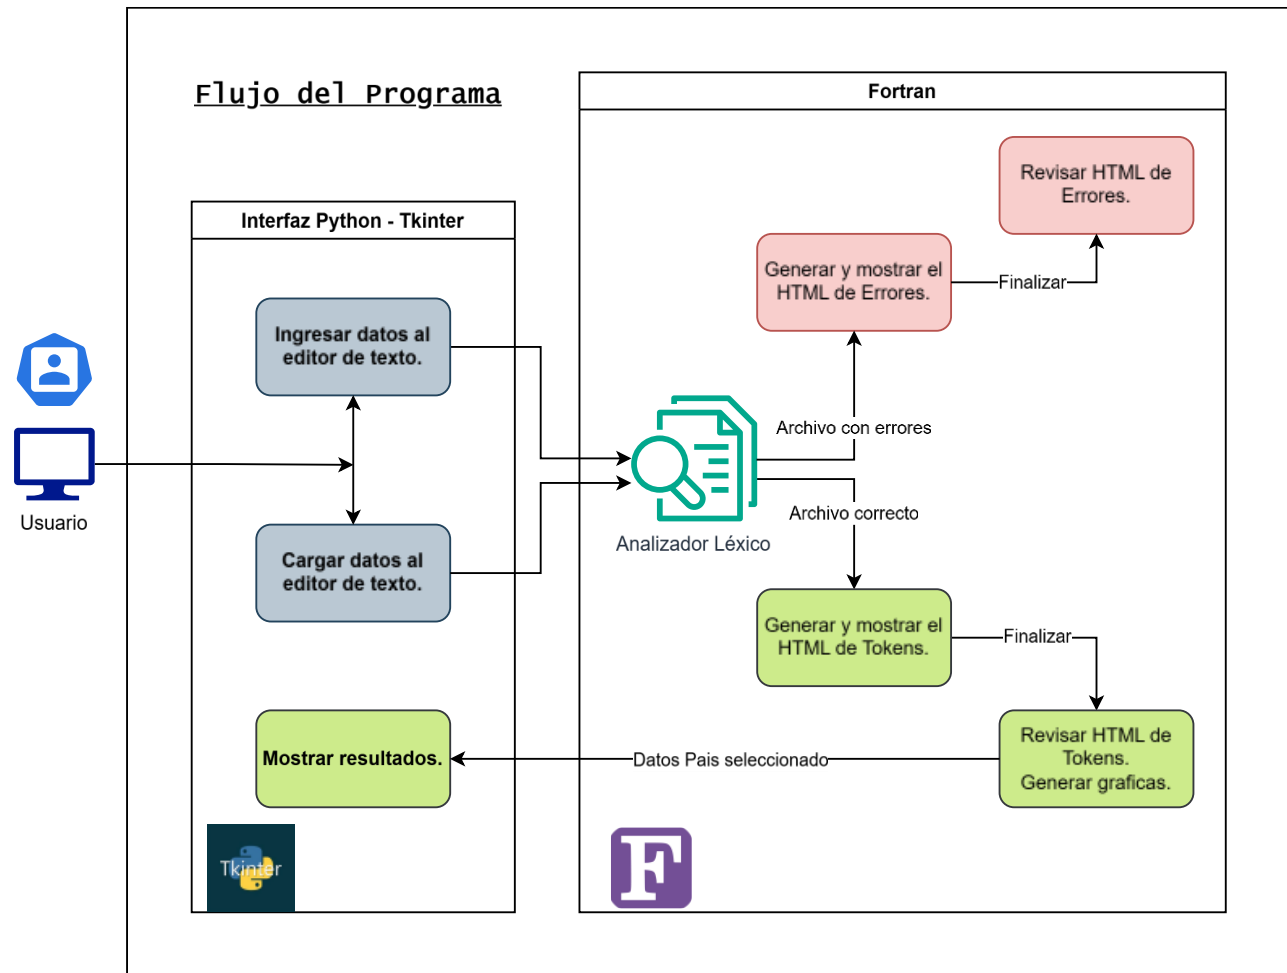 Flujo del Programa
Fortran
Revisar HTML de
Errores.
Interfaz Python - Tkinter
Generar y mostrar el
HTML de Errores.
Finalizar
Ingresar datos al
editor de texto.
Archivo con errores
Usuario
Archivo correcto
Analizador Léxico
Cargar datos al
editor de texto.
Generar y mostrar el
HTML de Tokens.
Finalizar
Mostrar resultados.
Datos Pais seleccionado
Revisar HTML de
Tokens.
Generar graficas.
Tkinter
F